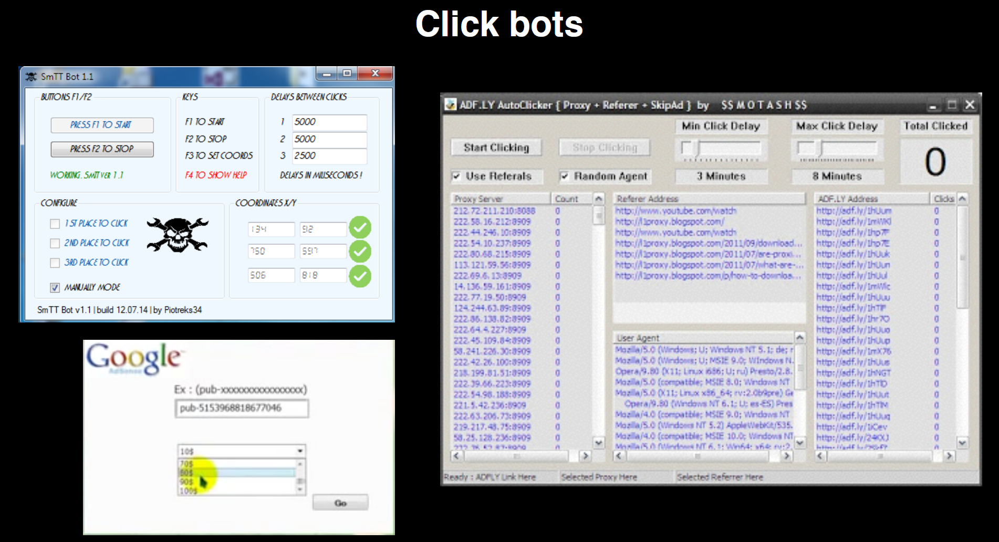 Click bots
SmTT Bot 1.1
BUTTONS F1/F2
PRESS F1 TO START
PRESS F2 TO STOP
WORKING. SMTT VER 1.1
KEYS
F1 TO START
F2 TO STOP
F3 TO SET COORDS
F4 TO SHOW HELP
DELAYS BETWEEN CLICKS
1 5000
2 5000
3 2500
DELAYS IN MILISECONDS !
CONFIGURE
1 ST PLACE TO CLICK
2ND PLACE TO CLICK
3RD PLACE TO CLICK
MANUALLY MODE
COORDINATES X/Y
134 92
750 597
506 818
SmTT Bot v1.1 | build 12.07.14 | by Piotreks34
Google
AdSense
Ex : (pub-xxxxxxxxxxxxxxxx)
pub-5153968818677046
10$
70$
80$
90$
100$
Go
ADF.LY AutoClicker { Proxy + Referer + SkipAd } by $$ M O T A S H $$
Start Clicking
Stop Clicking
Min Click Delay
Max Click Delay
Total Clicked
0
Use Referals
Random Agent
3 Minutes
8 Minutes
Proxy Server Count
212.72.211.210:8088 0
222.58.16.212:8909 0
222.44.246.10:8909 0
222.54.10.237:8909 0
222.80.68.215:8909 0
113.121.59.56:8909 0
222.69.6.13:8909 0
14.136.59.161:8909 0
222.77.19.50:8909 0
124.244.63.89:8909 0
222.86.138.82:8909 0
222.64.4.227:8909 0
222.45.109.84:8909 0
58.241.226.30:8909 0
222.42.26.100:8909 0
218.199.81.51:8909 0
222.39.66.223:8909 0
222.54.98.188:8909 0
221.5.42.236:8909 0
222.63.206.73:8909 0
219.217.48.75:8909 0
58.25.128.236:8909 0
Referer Address
http://www.youtube.com/watch
http://l1proxy.blogspot.com/
http://www.youtube.com/watch
http://l1proxy.blogspot.com/2011/09/download...
http://l1proxy.blogspot.com/2011/07/are-proxi...
http://l1proxy.blogspot.com/2011/07/what-are-...
http://l1proxy.blogspot.com/p/how-to-downloa...
User Agent
Mozilla/5.0 (Windows; U; Windows NT 5.1; de; r
Mozilla/5.0 (Windows; U; MSIE 9.0; WIndows N.
Opera/9.80 (X11; Linux i686; U; ru) Presto/2.8.
Mozilla/5.0 (compatible; MSIE 8.0; Windows NT
Mozilla/5.0 (X11; Linux x86_64; rv:2.0b9pre) Ge
Opera/9.80 (Windows NT 6.1; U; es-ES) Pres
Mozilla/4.0 (compatible; MSIE 9.0; Windows NT
Mozilla/5.0 (Windows NT 5.2) AppleWebKit/535.
Mozilla/4.0 (compatible; MSIE 10.0; Windows NT
Mozilla/5.0 (Windows NT 6.1; Win64; x64; rv:2.
ADF.LY Address Clicks
http://adf.ly/1hUum 0
http://adf.ly/1mWKl 0
http://adf.ly/1hp7F 0
http://adf.ly/1hp7E 0
http://adf.ly/1hUuk 0
http://adf.ly/1hUun 0
http://adf.ly/1hUul 0
http://adf.ly/1mWlc 0
http://adf.ly/1hUuu 0
http://adf.ly/1hTlF 0
http://adf.ly/1hr7O 0
http://adf.ly/1hUuo 0
http://adf.ly/1hUup 0
http://adf.ly/1mX76 0
http://adf.ly/1hUus 0
http://adf.ly/1hNGT 0
http://adf.ly/1hTlD 0
http://adf.ly/1hUut 0
http://adf.ly/1hTlM 0
http://adf.ly/1hUuq 0
http://adf.ly/1iCev 0
http://adf.ly/24KXJ 0
Ready : ADFLY Link Here
Selected Proxy Here
Selected Referrer Here